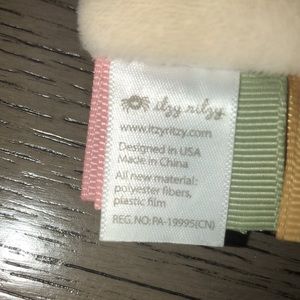 itzy ritzy
www.itzyritzy.com
Designed in USA
Made in China
All new material:
polyester fibers,
plastic film
REG.NO:PA-19995(CN)